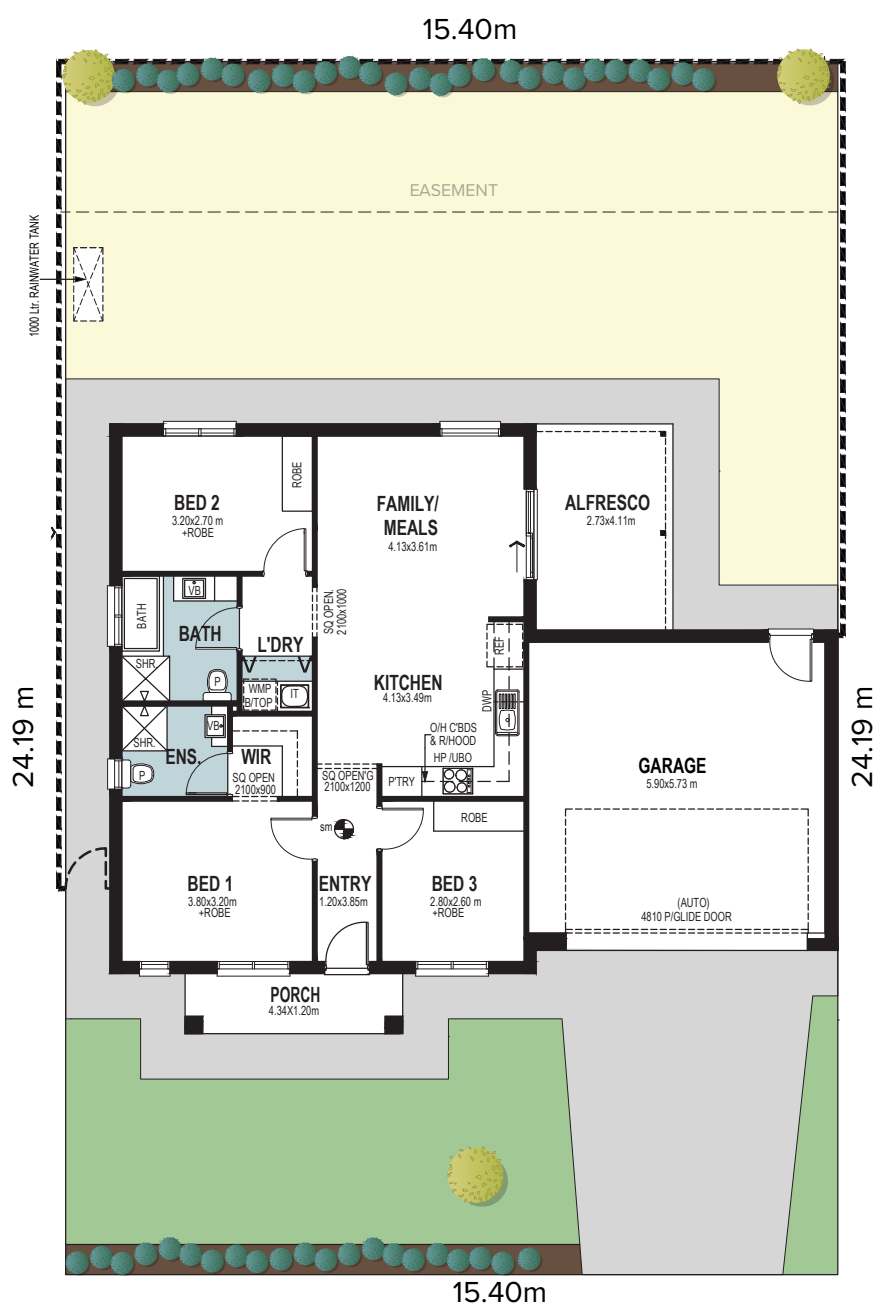 15.40m
EASEMENT
1000 Ltr. RAINWATER TANK
24.19 m
24.19 m
BED 2
3.20x2.70 m
+ROBE
ROBE
FAMILY/
MEALS
4.13x3.61m
ALFRESCO
2.73x4.11m
SQ OPEN.
2100x1000
BATH
VB
BATH
SHR.
P
L'DRY
WMP
B/TOP
IT
REF
DWP
KITCHEN
4.13x3.49m
O/H C'BDS
& R/HOOD
HP /UBO
P'TRY
SHR.
VB
ENS.
P
WIR
SQ OPEN
2100x900
SQ OPEN'G
2100x1200
GARAGE
5.90x5.73 m
ROBE
sm
BED 1
3.80x3.20m
+ROBE
ENTRY
1.20x3.85m
BED 3
2.80x2.60 m
+ROBE
(AUTO)
4810 P/GLIDE DOOR
PORCH
4.34X1.20m
15.40m